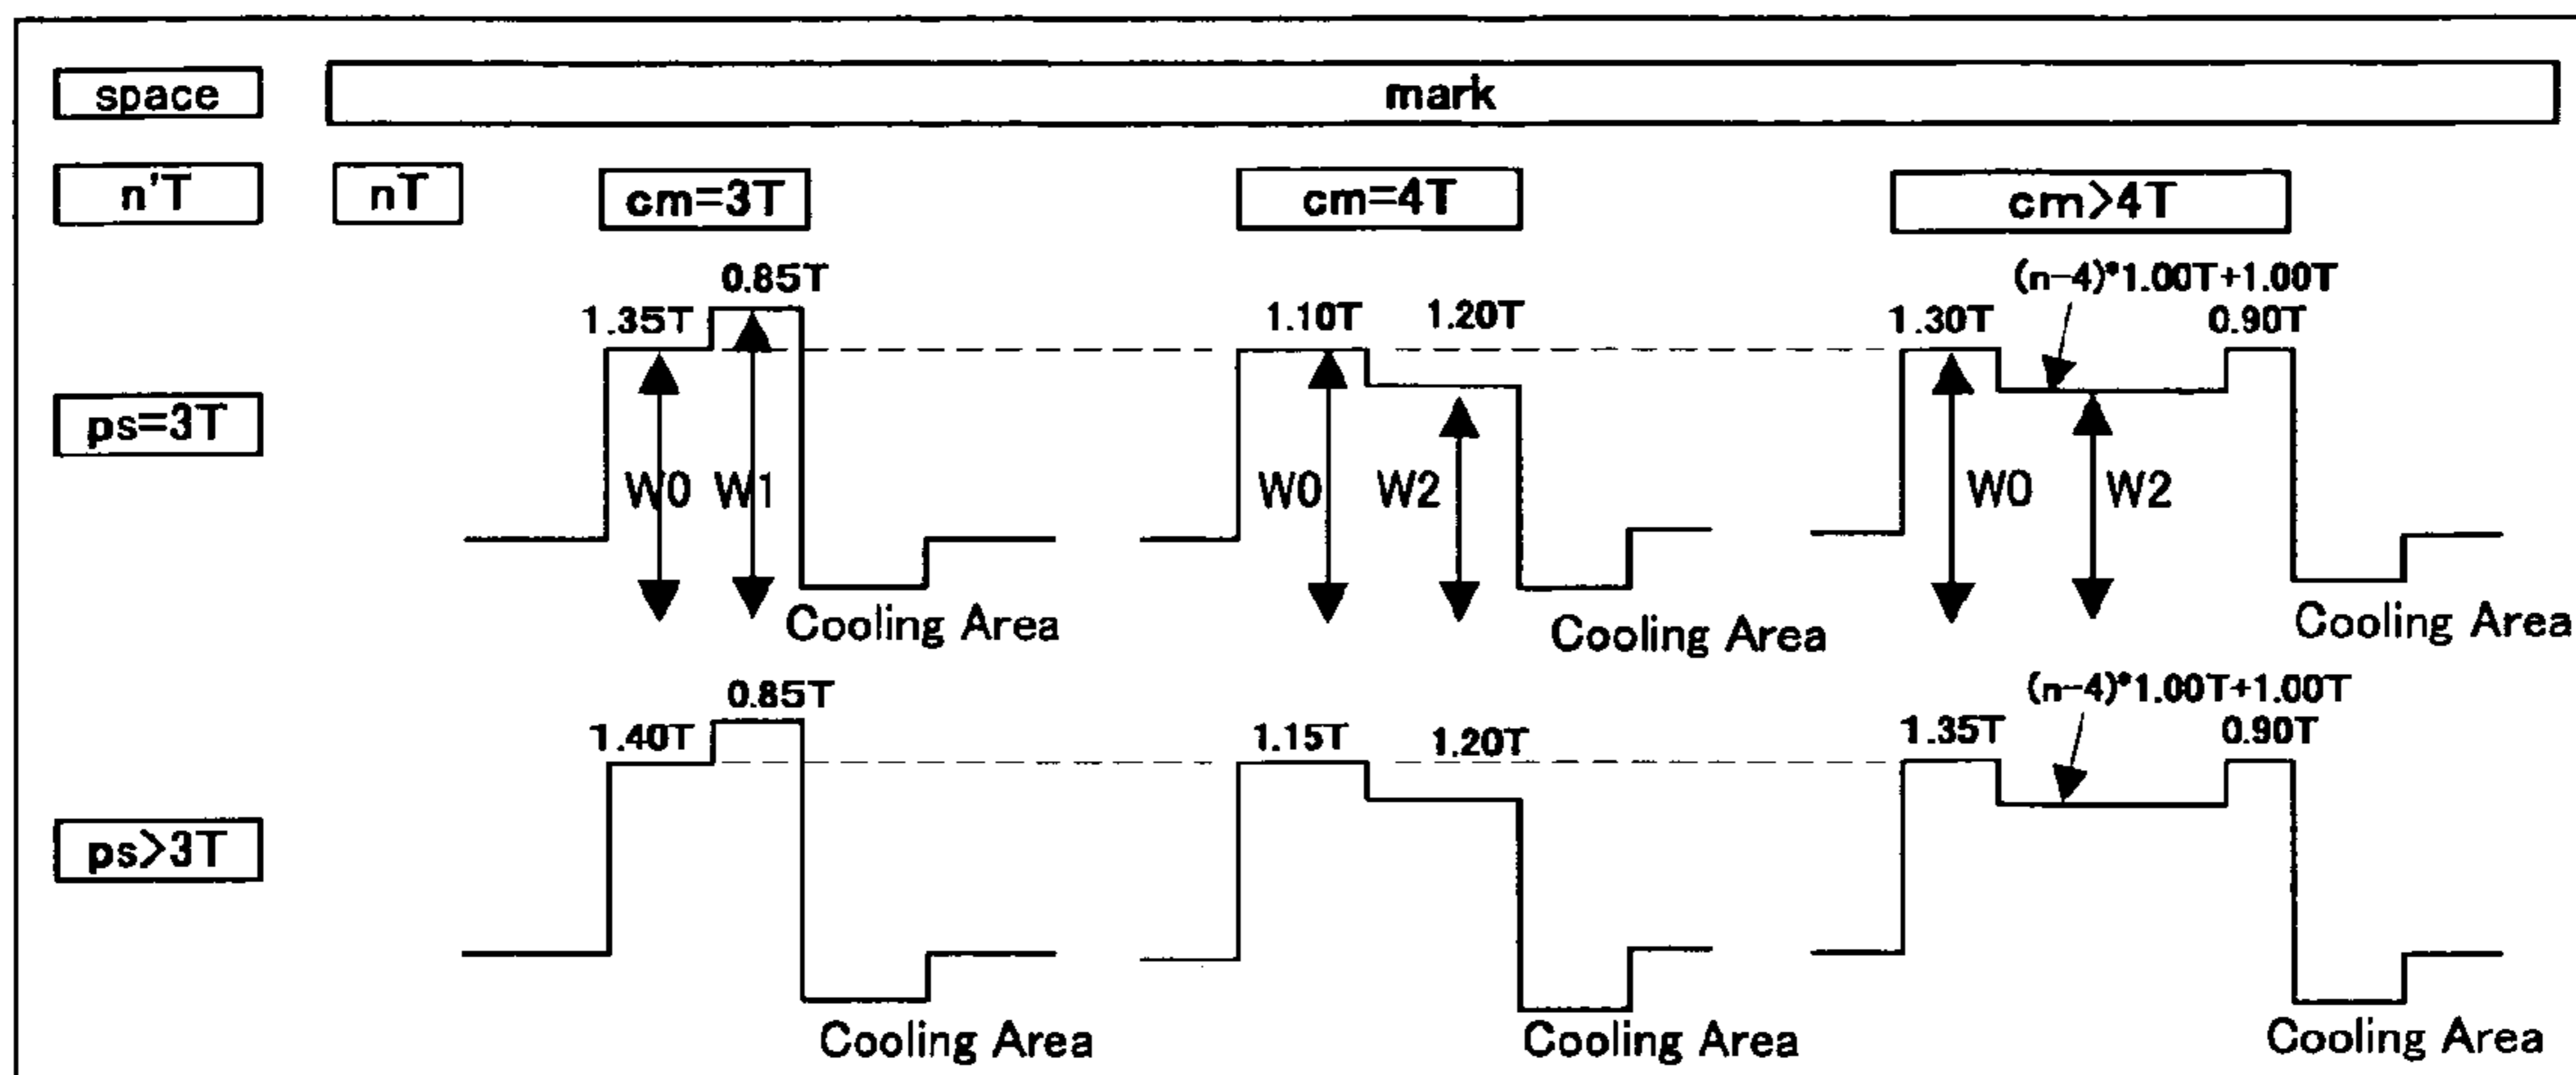 space mark
n'T nT cm=3T cm=4T cm>4T
0.85T (n-4)*1.00T+1.00T
1.35T 1.10T 1.20T 1.30T 0.90T
ps=3T
W0 W1 W0 W2 W0 W2
Cooling Area Cooling Area Cooling Area
0.85T (n-4)*1.00T+1.00T
1.40T 1.15T 1.20T 1.35T 0.90T
ps>3T
Cooling Area Cooling Area Cooling Area